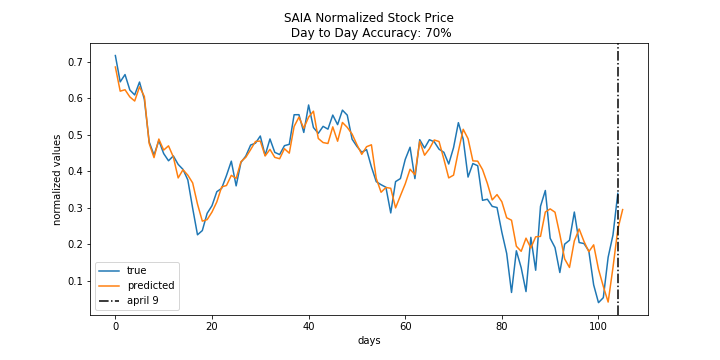 SAIA Normalized Stock Price
Day to Day Accuracy: 70%
normalized values
0.7
0.6
0.5
0.4
0.3
0.2
0.1
true
predicted
april 9
0 20 40 60 80 100
days